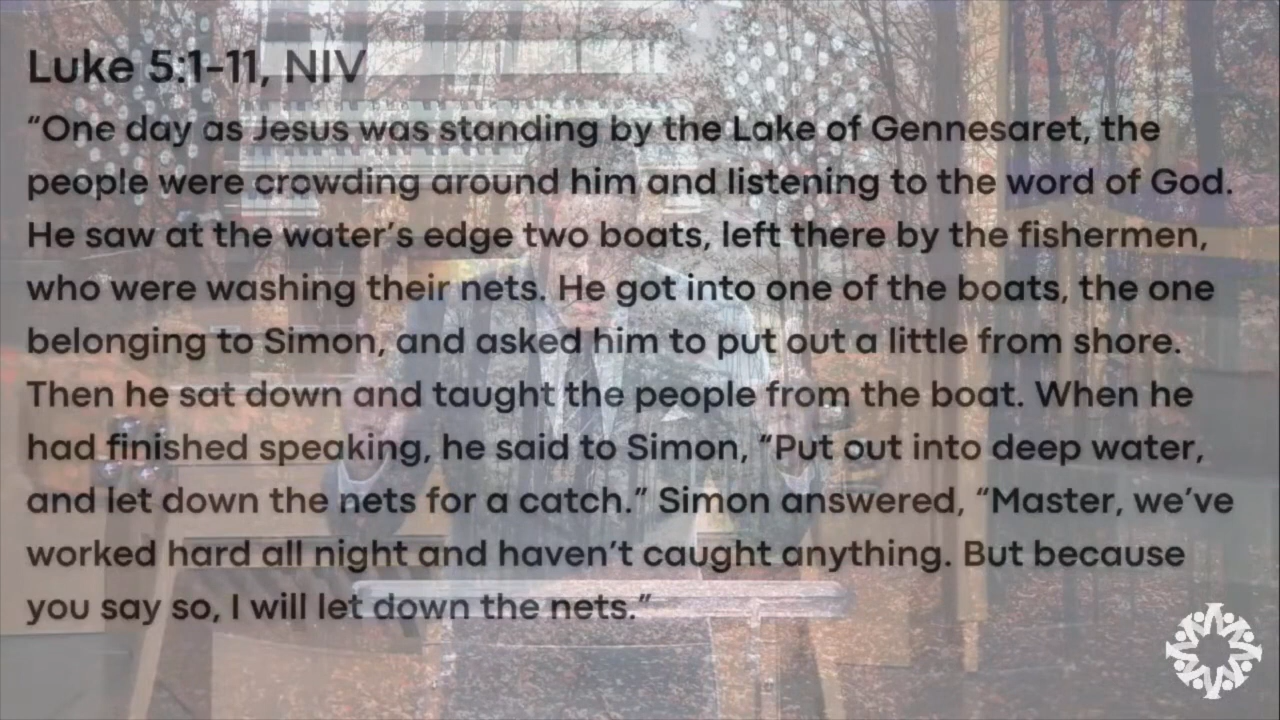 Luke 5:1-11, NIV
“One day as Jesus was standing by the Lake of Gennesaret, the
people were crowding around him and listening to the word of God.
He saw at the water’s edge two boats, left there by the fishermen,
who were washing their nets. He got into one of the boats, the one
belonging to Simon, and asked him to put out a little from shore.
Then he sat down and taught the people from the boat. When he
had finished speaking, he said to Simon, “Put out into deep water,
and let down the nets for a catch.” Simon answered, “Master, we’ve
worked hard all night and haven’t caught anything. But because
you say so, I will let down the nets.”